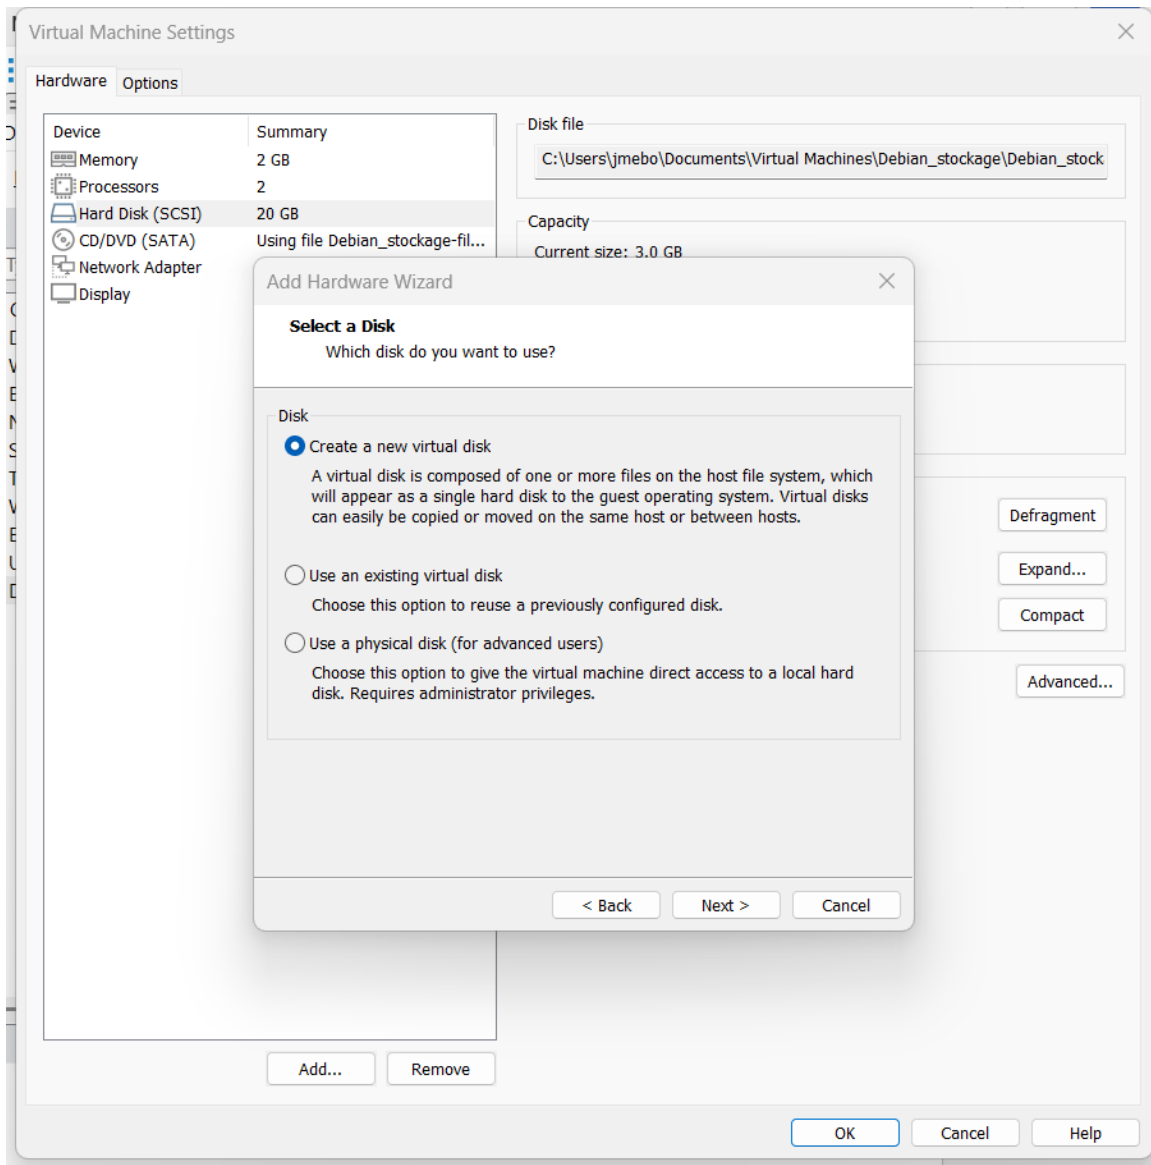 Virtual Machine Settings
Hardware Options
Device Summary
Memory 2 GB
Processors 2
Hard Disk (SCSI) 20 GB
CD/DVD (SATA) Using file Debian_stockage-fil...
Network Adapter
Display
Disk file
C:\Users\jmebo\Documents\Virtual Machines\Debian_stockage\Debian_stock
Capacity
Current size: 3.0 GB
Add Hardware Wizard
Select a Disk
Which disk do you want to use?
Disk
Create a new virtual disk
A virtual disk is composed of one or more files on the host file system, which
will appear as a single hard disk to the guest operating system. Virtual disks
can easily be copied or moved on the same host or between hosts.
Use an existing virtual disk
Choose this option to reuse a previously configured disk.
Use a physical disk (for advanced users)
Choose this option to give the virtual machine direct access to a local hard
disk. Requires administrator privileges.
< Back Next > Cancel
Defragment
Expand...
Compact
Advanced...
Add... Remove
OK Cancel Help